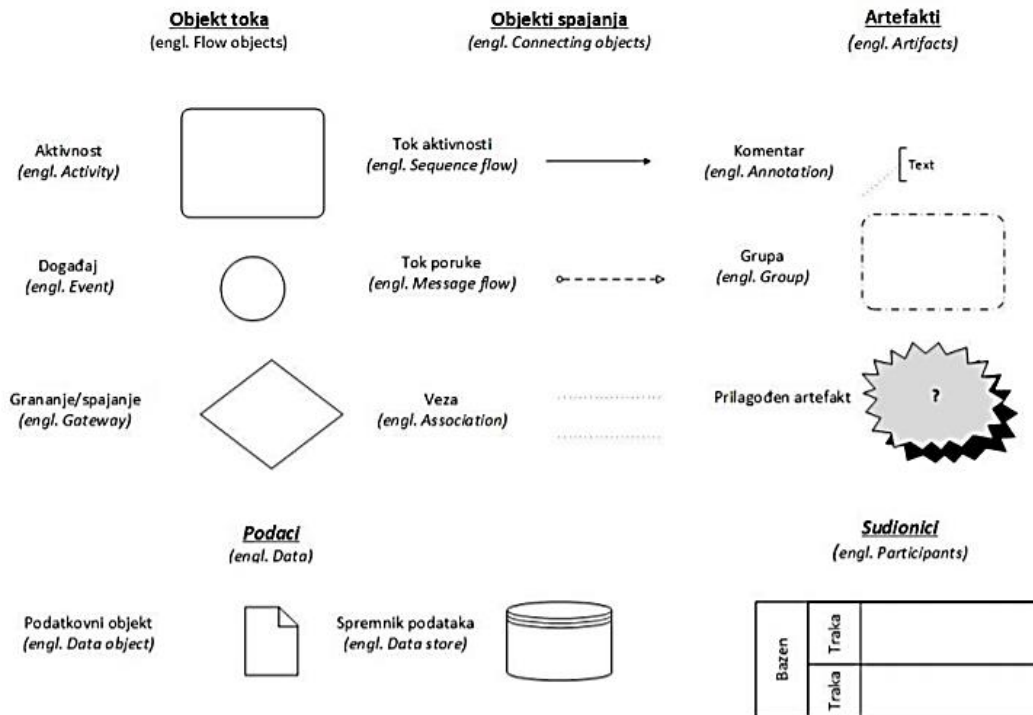 Objekt toka
(engl. Flow objects)
Objekti spajanja
(engl. Connecting objects)
Artefakti
(engl. Artifacts)
Aktivnost
(engl. Activity)
Tok aktivnosti
(engl. Sequence flow)
Komentar
(engl. Annotation)
Text
Događaj
(engl. Event)
Tok poruke
(engl. Message flow)
Grupa
(engl. Group)
Grananje/spajanje
(engl. Gateway)
Veza
(engl. Association)
Prilagođen artefakt
?
Podaci
(engl. Data)
Sudionici
(engl. Participants)
Podatkovni objekt
(engl. Data object)
Spremnik podataka
(engl. Data store)
Bazen
Traka
Traka